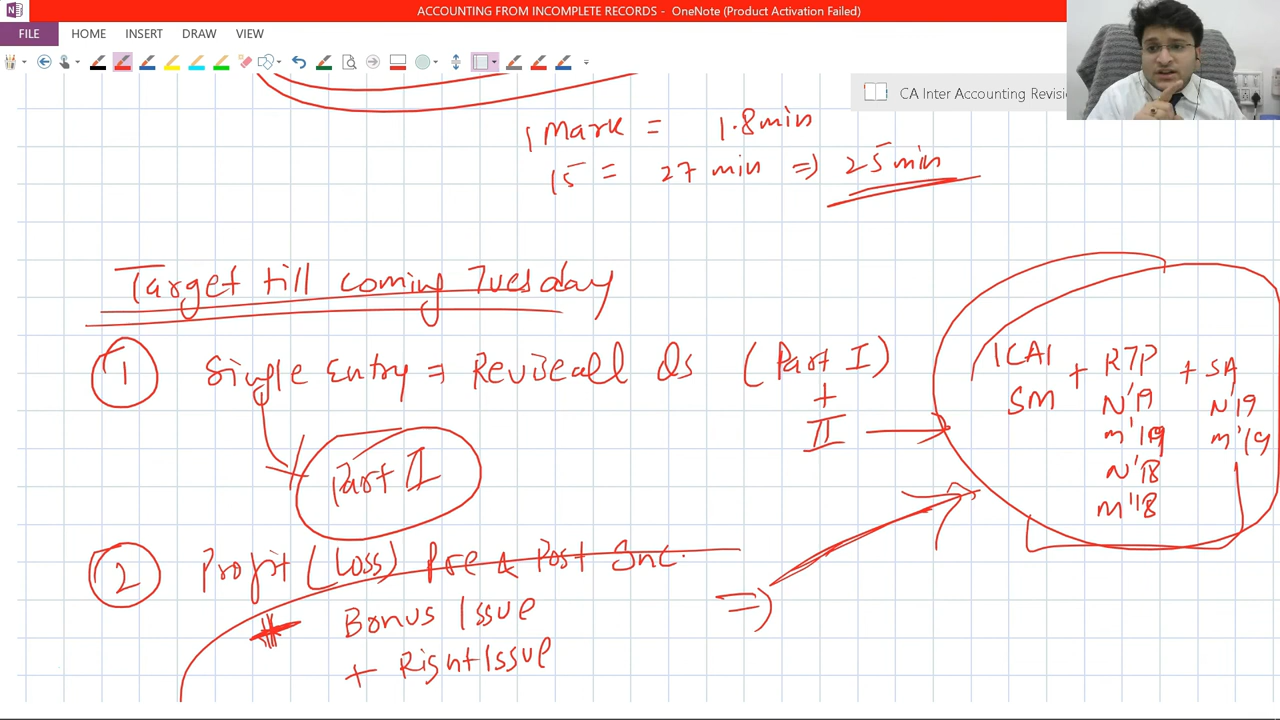 ACCOUNTING FROM INCOMPLETE RECORDS - OneNote (Product Activation Failed)
FILE HOME INSERT DRAW VIEW
CA Inter Accounting Revisi
1 Mark = 1.8 min
15 = 27 min => 25 min
Target till coming Tuesday
1 Single Entry = Revise all Qs (Part I)
+
II
Part II
2 Profit (Loss) Pre & Post Inc.
Bonus Issue
+ Right Issue
=>
ICAI + RTP + SA
SM N'19 N'19
M'19 M'19
N'18
M'18